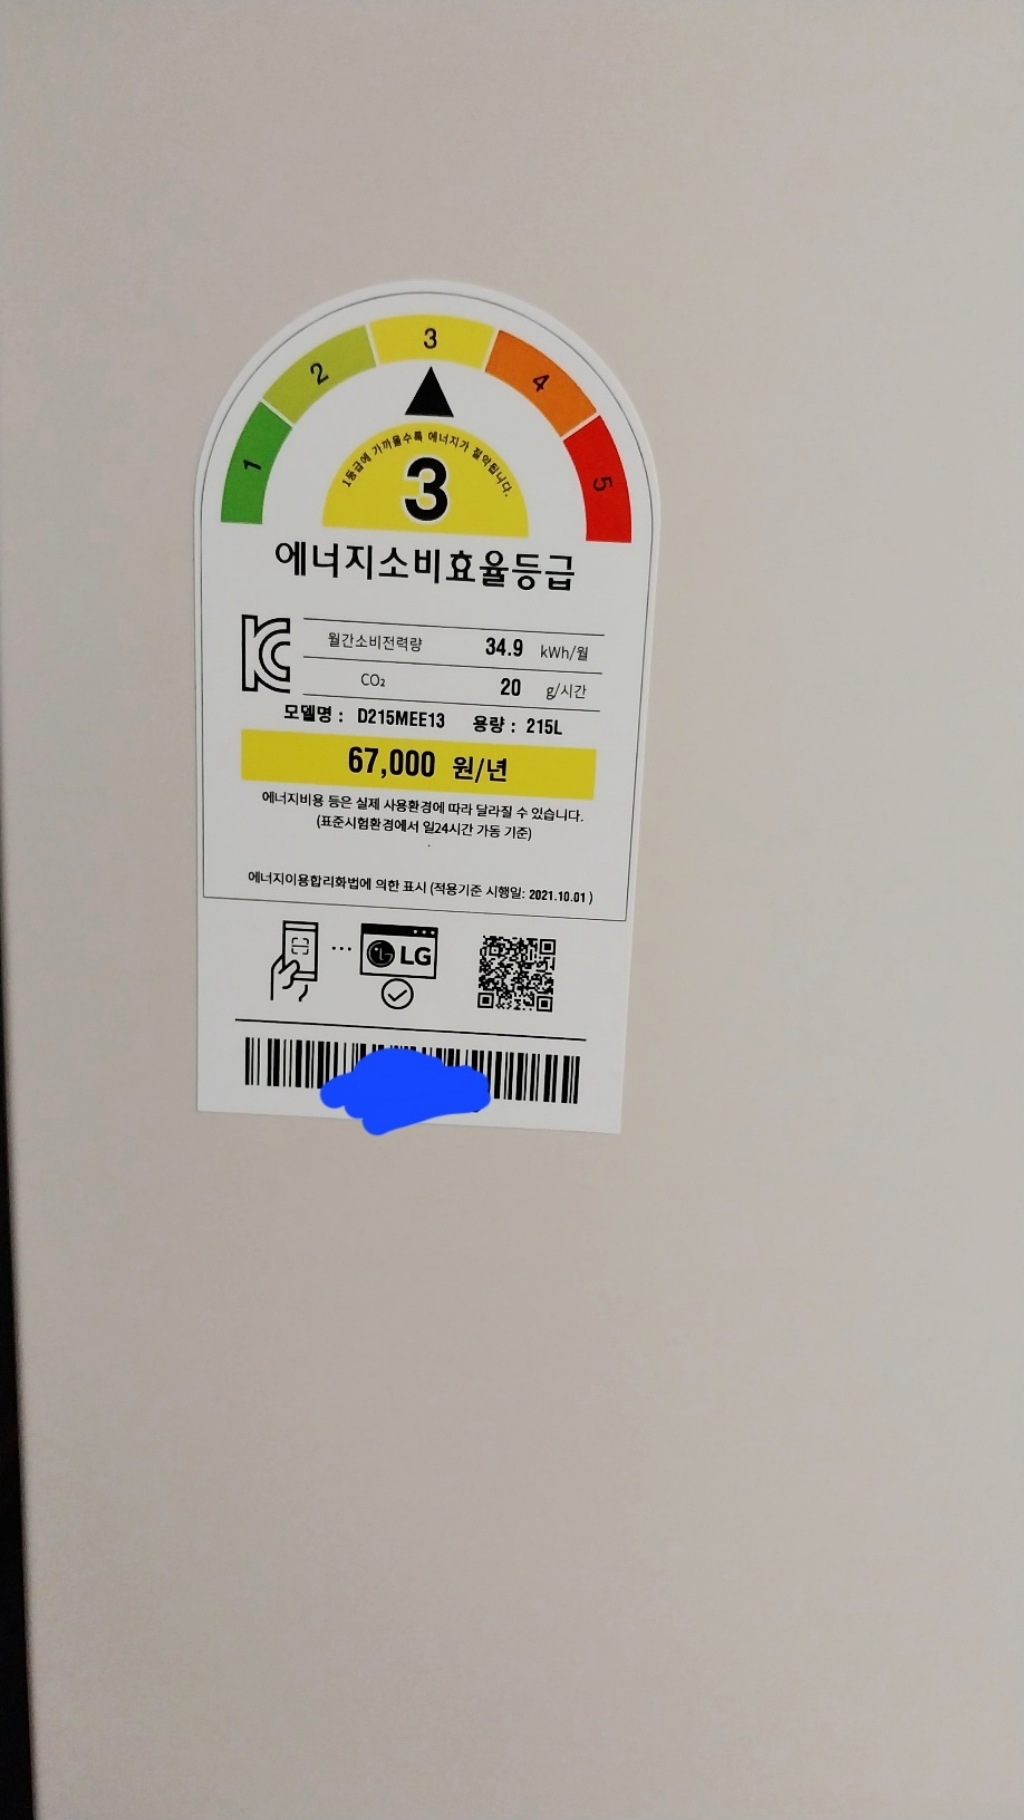 1
2
3
4
5
1등급에 가까울수록 에너지가 절약됩니다.
3
에너지소비효율등급
월간소비전력량 34.9 kWh/월
CO₂ 20 g/시간
모델명 : D215MEE13 용량 : 215L
67,000 원/년
에너지비용 등은 실제 사용환경에 따라 달라질 수 있습니다.
(표준시험환경에서 일24시간 가동 기준)
에너지이용합리화법에 의한 표시 (적용기준 시행일: 2021.10.01)
LG